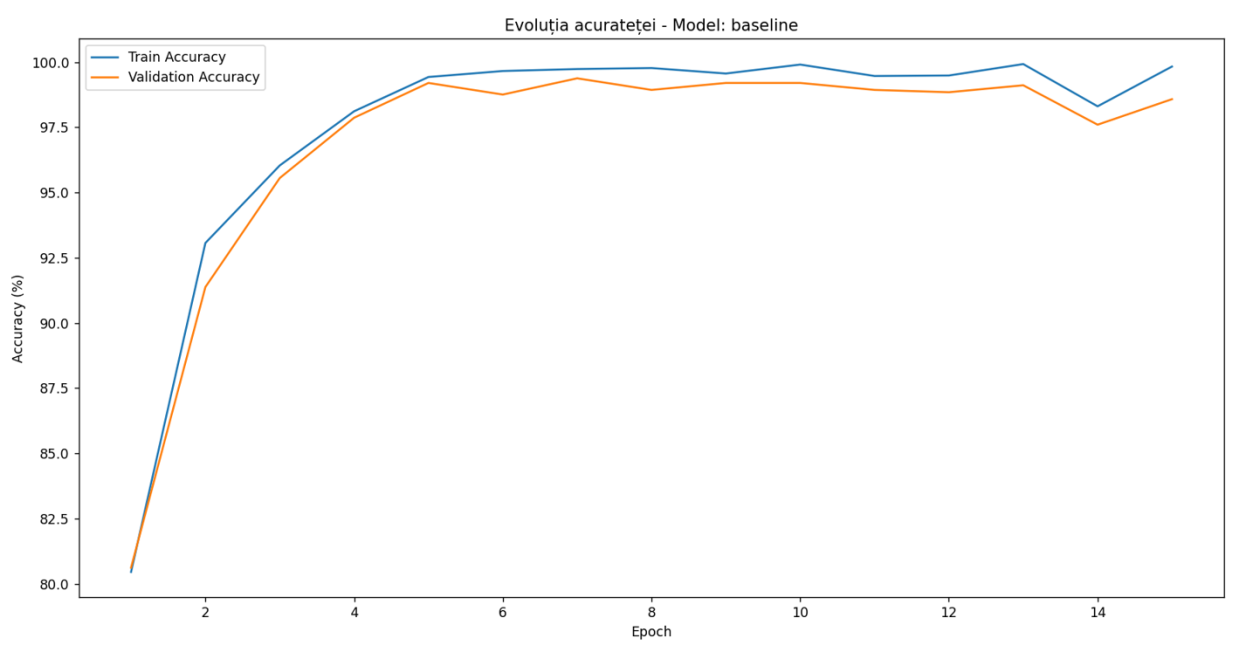 Evoluția acurateței - Model: baseline
Train Accuracy
Validation Accuracy
100.0
97.5
95.0
92.5
90.0
87.5
85.0
82.5
80.0
Accuracy (%)
2 4 6 8 10 12 14
Epoch